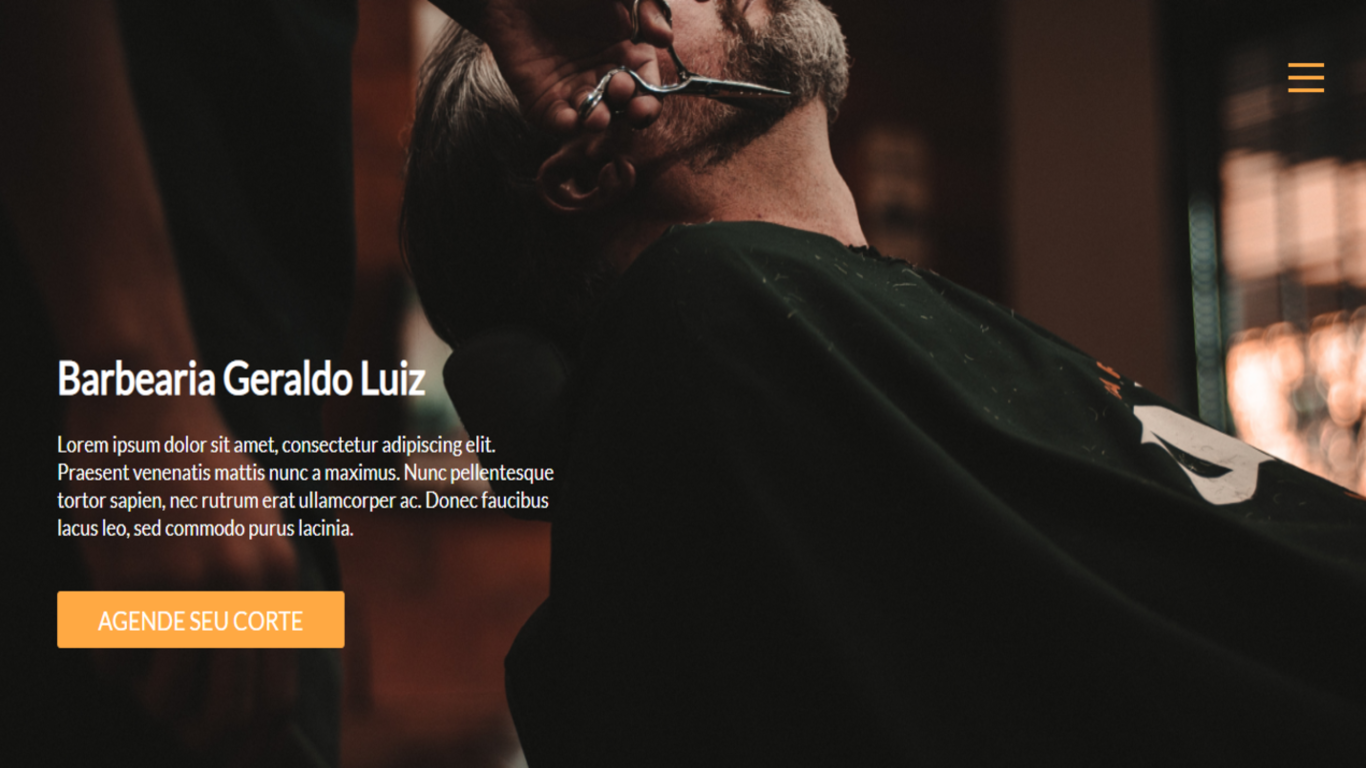 Barbearia Geraldo Luiz
Lorem ipsum dolor sit amet, consectetur adipiscing elit.
Praesent venenatis mattis nunc a maximus. Nunc pellentesque
tortor sapien, nec rutrum erat ullamcorper ac. Donec faucibus
lacus leo, sed commodo purus lacinia.
AGENDE SEU CORTE